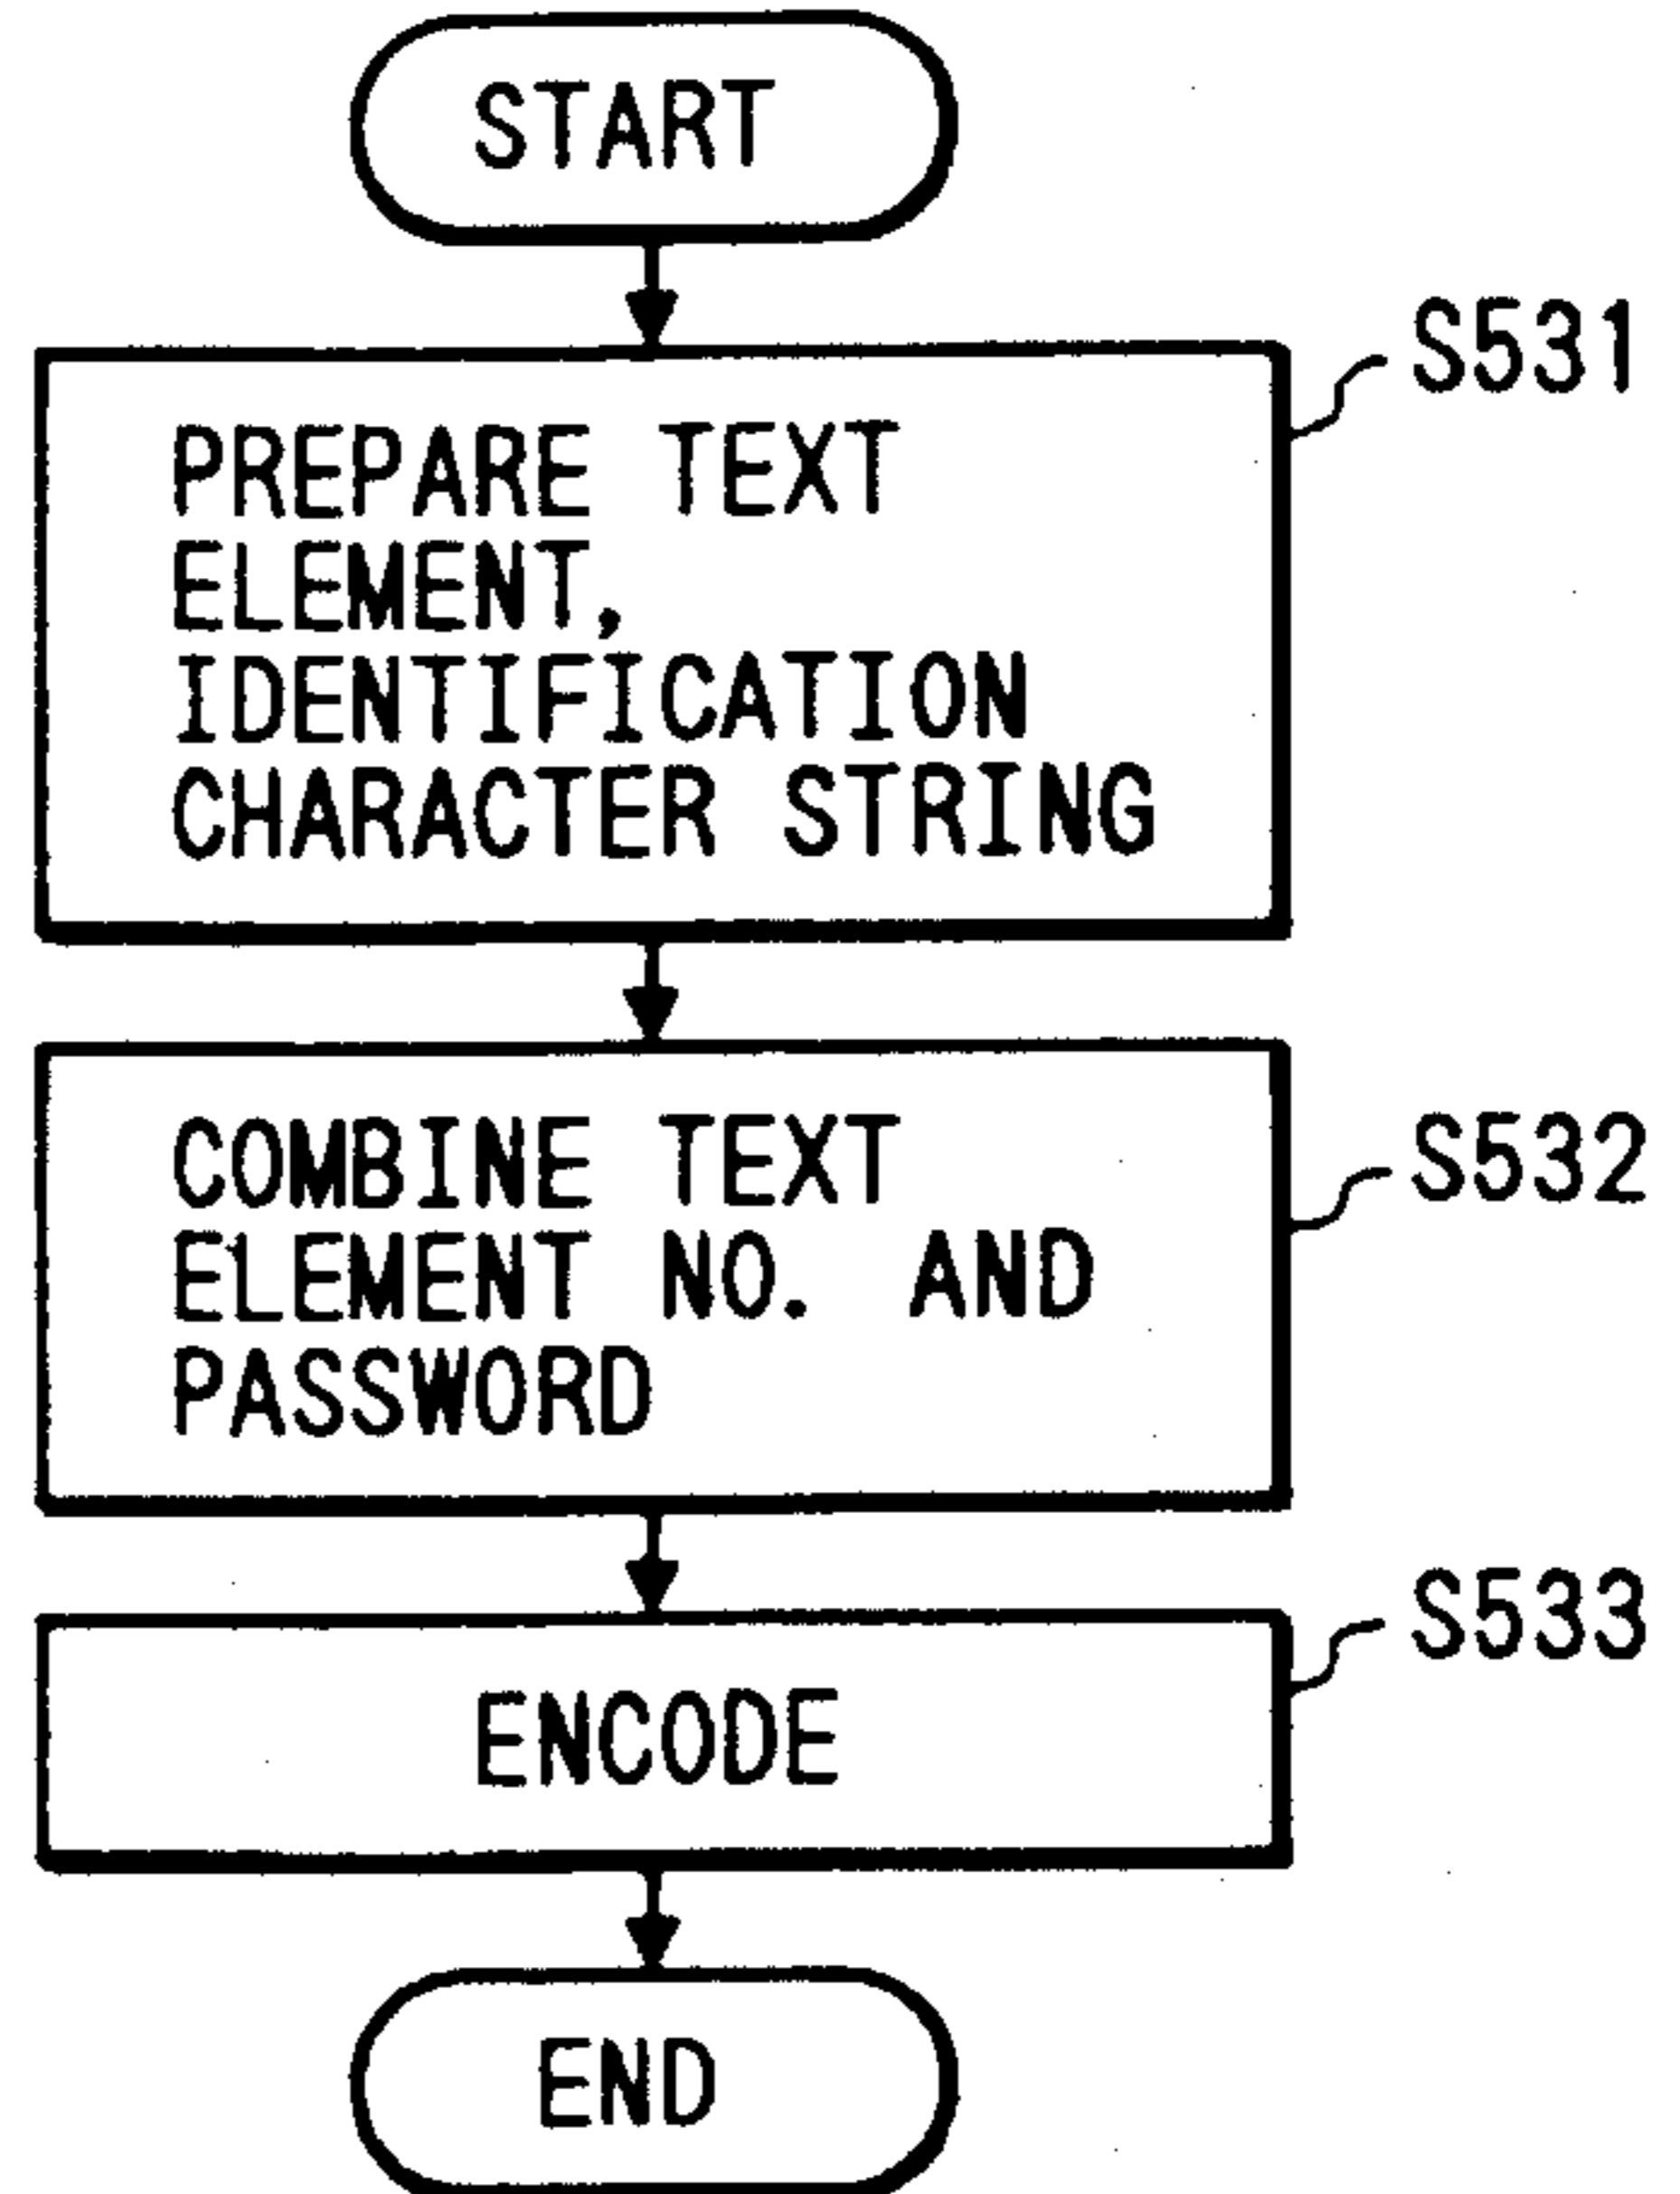 START
S531
PREPARE TEXT
ELEMENT,
IDENTIFICATION
CHARACTER STRING
S532
COMBINE TEXT
ELEMENT NO. AND
PASSWORD
S533
ENCODE
END